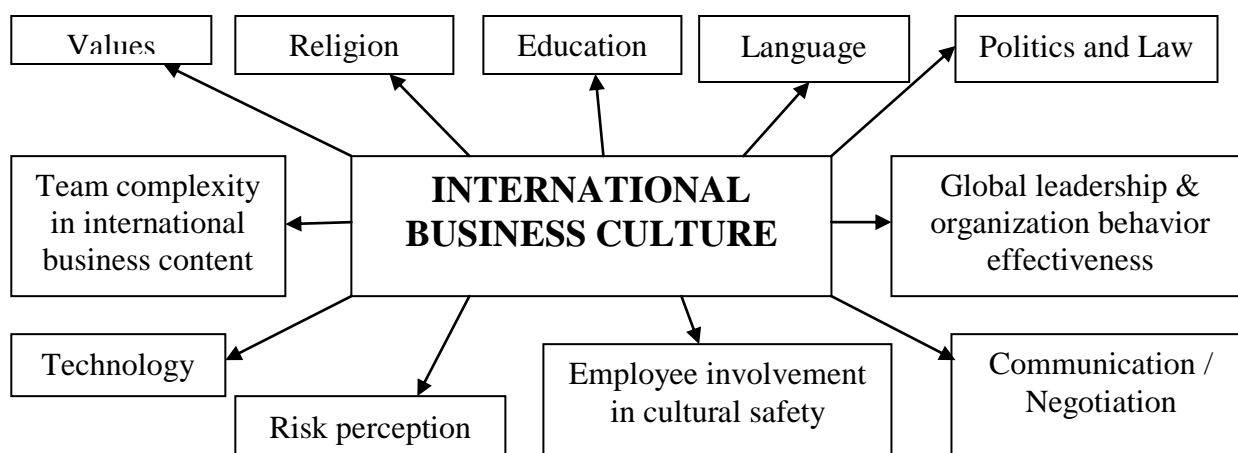 Values
Religion
Education
Language
Politics and Law
Team complexity
in international
business content
INTERNATIONAL
BUSINESS CULTURE
Global leadership &
organization behavior
effectiveness
Technology
Risk perception
Employee involvement
in cultural safety
Communication /
Negotiation